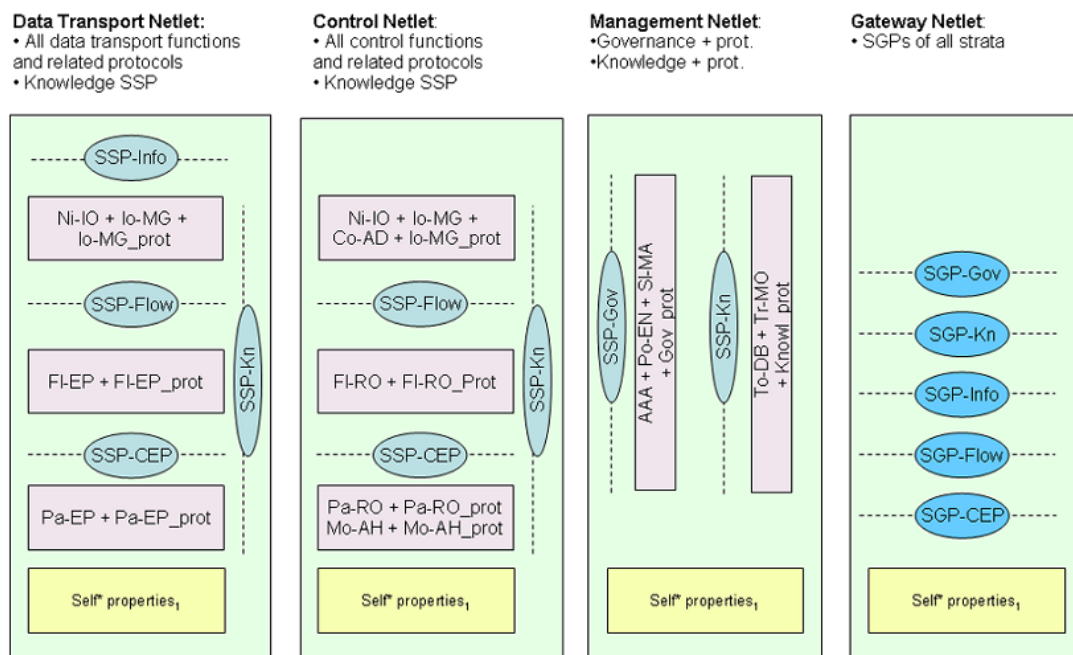 Data Transport Netlet:
• All data transport functions
and related protocols
• Knowledge SSP
Control Netlet:
• All control functions
and related protocols
• Knowledge SSP
Management Netlet:
•Governance + prot.
•Knowledge + prot.
Gateway Netlet:
• SGPs of all strata
SSP-Info
Ni-IO + Io-MG +
Io-MG_prot
SSP-Flow
Fl-EP + Fl-EP_prot
SSP-CEP
Pa-EP + Pa-EP_prot
SSP-Kn
Self* properties₁
Ni-IO + Io-MG +
Co-AD + Io-MG_prot
SSP-Flow
Fl-RO + Fl-RO_Prot
SSP-CEP
Pa-RO + Pa-RO_prot
Mo-AH + Mo-AH_prot
SSP-Kn
Self* properties₁
SSP-Gov
AAA + Po-EN + Sl-MA
+ Gov_prot
SSP-Kn
To-DB + Tr-MO
+ Knowl_prot
Self* properties₁
SGP-Gov
SGP-Kn
SGP-Info
SGP-Flow
SGP-CEP
Self* properties₁